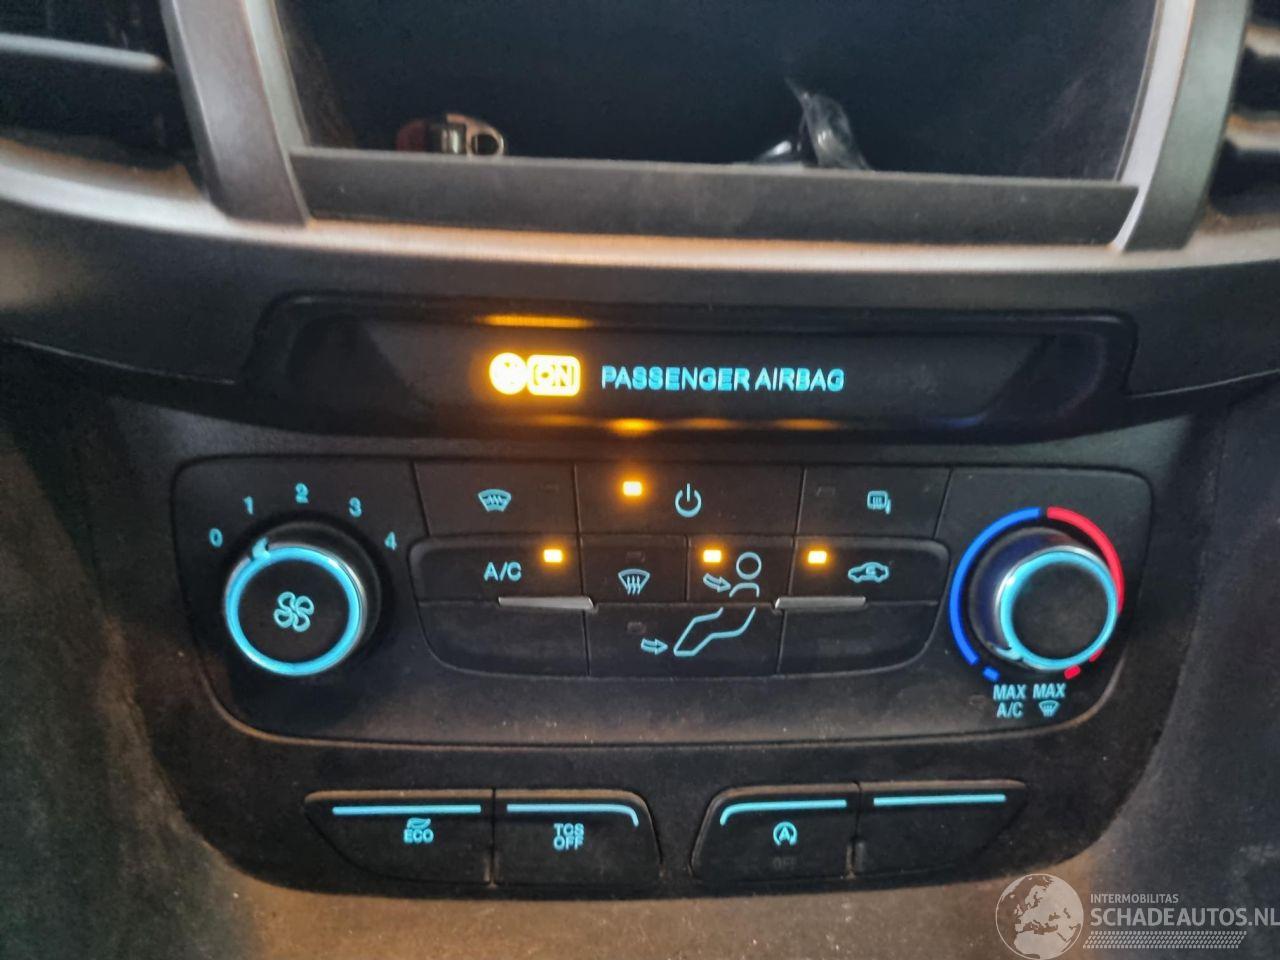 ON PASSENGER AIRBAG
0 1 2 3 4
A/C
MAX A/C MAX
ECO
TCS OFF
A
OFF
INTERMOBILITAS
SCHADEAUTOS.NL